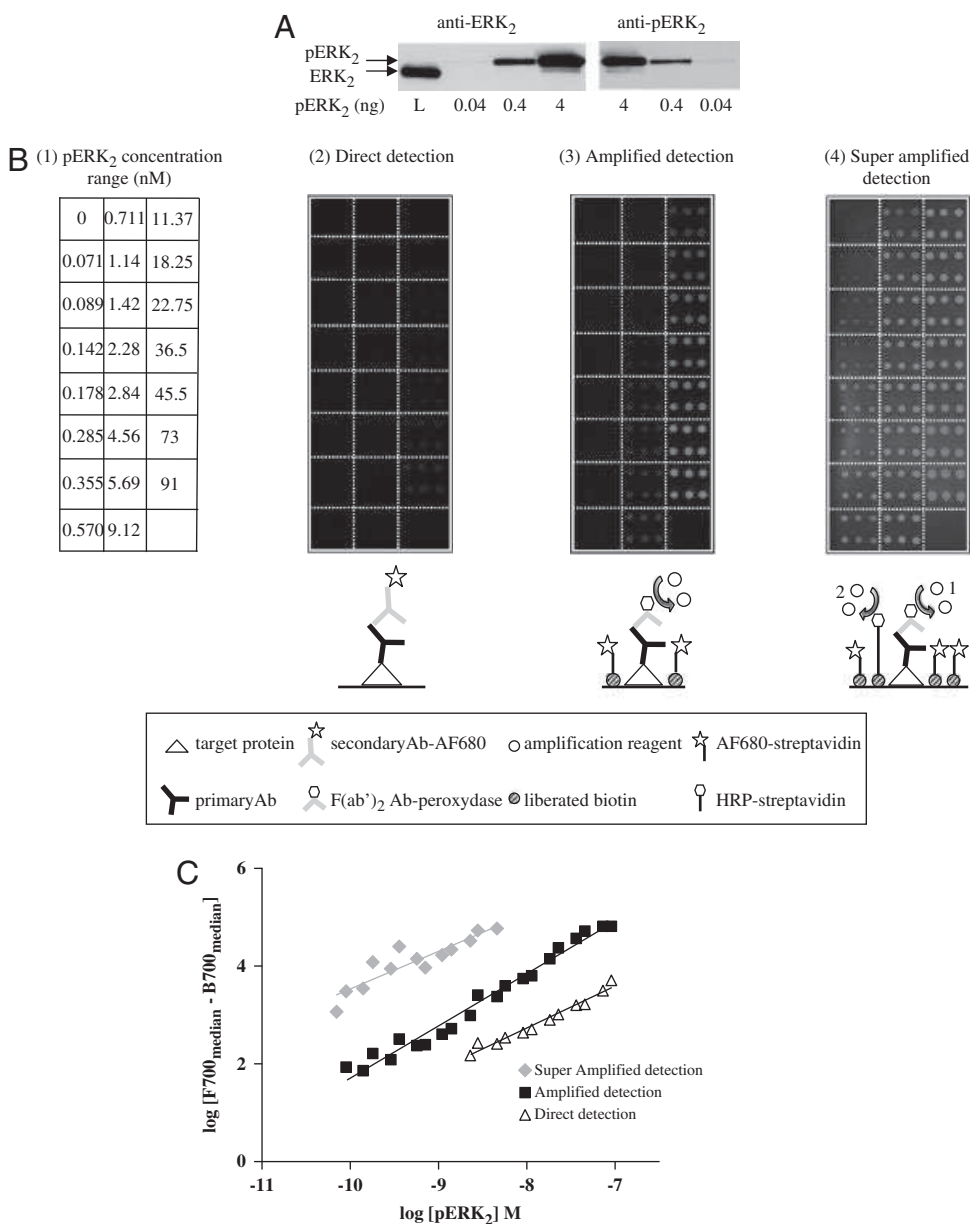 A
anti-ERK2 anti-pERK2
pERK2
ERK2
pERK2 (ng) L 0.04 0.4 4 4 0.4 0.04
B (1) pERK2 concentration range (nM)
(2) Direct detection
(3) Amplified detection
(4) Super amplified detection
0 0.711 11.37
0.071 1.14 18.25
0.089 1.42 22.75
0.142 2.28 36.5
0.178 2.84 45.5
0.285 4.56 73
0.355 5.69 91
0.570 9.12
2 1
target protein secondaryAb-AF680 amplification reagent AF680-streptavidin
primaryAb F(ab')2 Ab-peroxydase liberated biotin HRP-streptavidin
C
log [F700median - B700median]
6
4
2
0
Super Amplified detection
Amplified detection
Direct detection
-11 -10 -9 -8 -7
log [pERK2] M